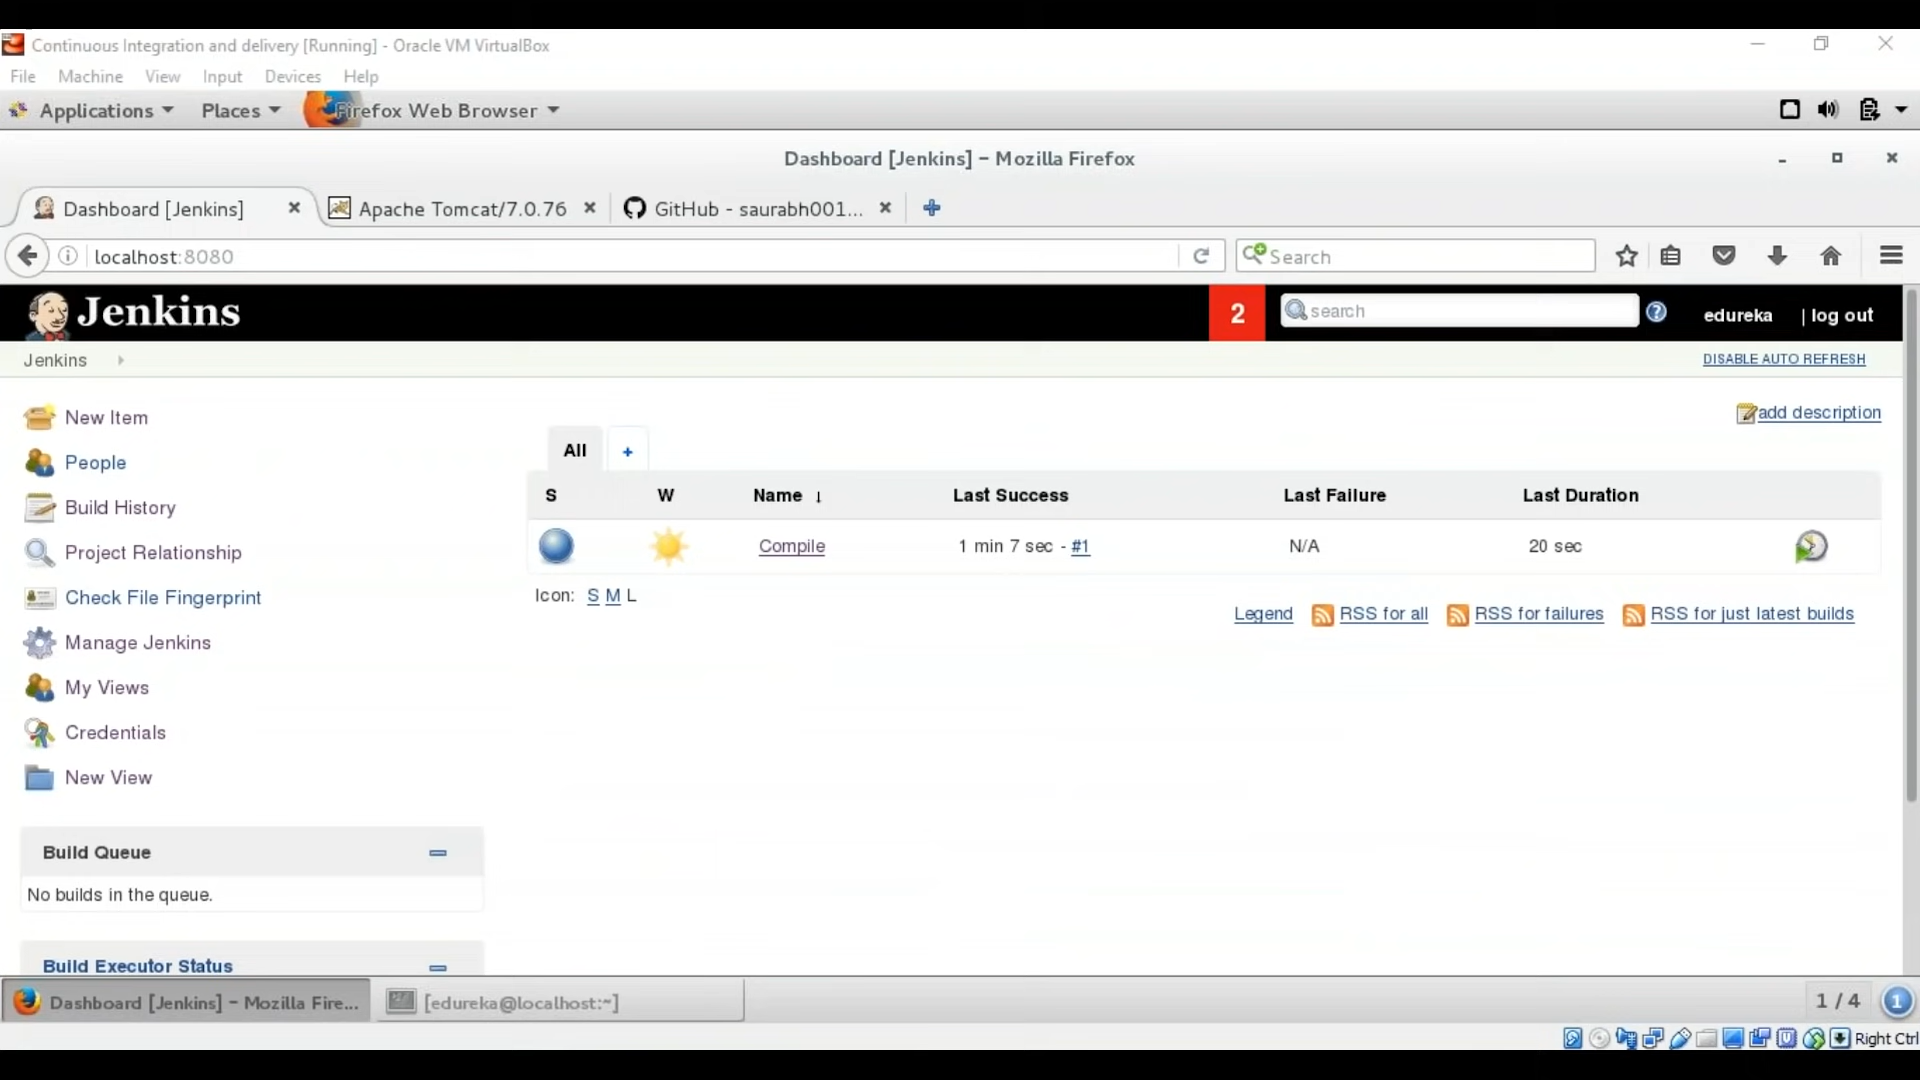 Continuous Integration and delivery [Running] - Oracle VM VirtualBox
File Machine View Input Devices Help
Applications Places Firefox Web Browser
Dashboard [Jenkins] – Mozilla Firefox
Dashboard [Jenkins] Apache Tomcat/7.0.76 GitHub - saurabh001...
localhost:8080 Search
Jenkins 2 search edureka | log out
Jenkins DISABLE AUTO REFRESH
add description
New Item
People
Build History
Project Relationship
Check File Fingerprint
Manage Jenkins
My Views
Credentials
New View
All +
S W Name ↓ Last Success Last Failure Last Duration
Compile 1 min 7 sec - #1 N/A 20 sec
Icon: S M L
Legend RSS for all RSS for failures RSS for just latest builds
Build Queue
No builds in the queue.
Build Executor Status
Dashboard [Jenkins] – Mozilla Fire... [edureka@localhost:~] 1 / 4 1
Right Ctrl